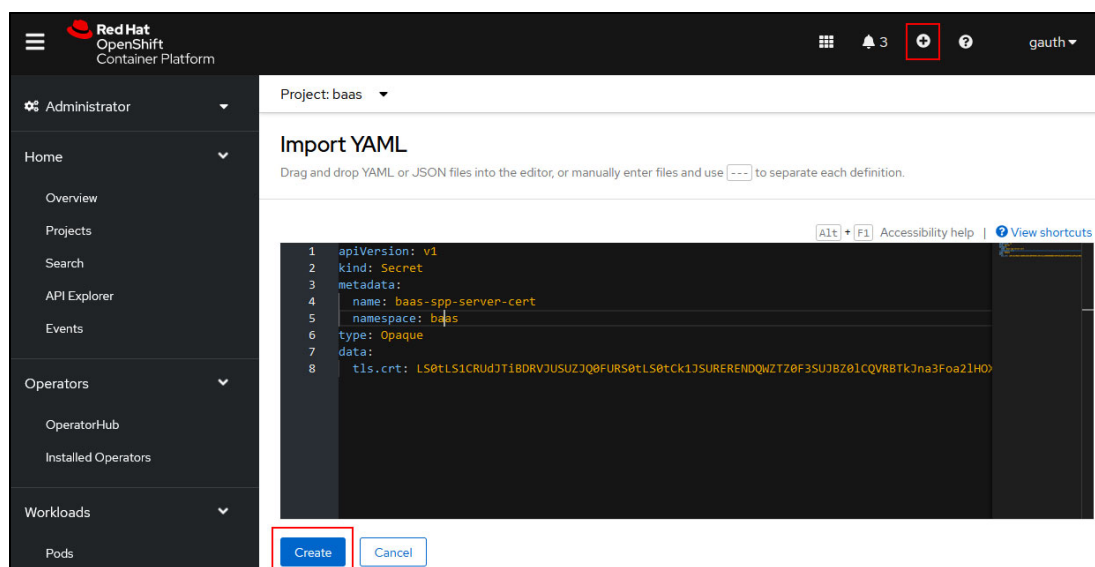 Red Hat
OpenShift
Container Platform
3
gauth
Administrator
Home
Overview
Projects
Search
API Explorer
Events
Operators
OperatorHub
Installed Operators
Workloads
Pods
Project: baas
Import YAML
Drag and drop YAML or JSON files into the editor, or manually enter files and use --- to separate each definition.
Alt + F1 Accessibility help | View shortcuts
1 apiVersion: v1
2 kind: Secret
3 metadata:
4 name: baas-spp-server-cert
5 namespace: baas
6 type: Opaque
7 data:
8 tls.crt:
Create Cancel